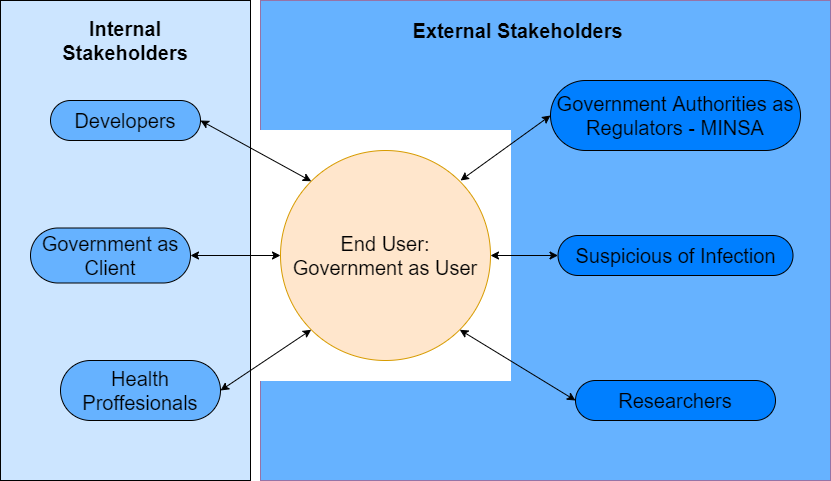 Internal
Stakeholders
External Stakeholders
Developers
Government Authorities as
Regulators - MINSA
Government as
Client
End User:
Government as User
Suspicious of Infection
Health
Proffesionals
Researchers